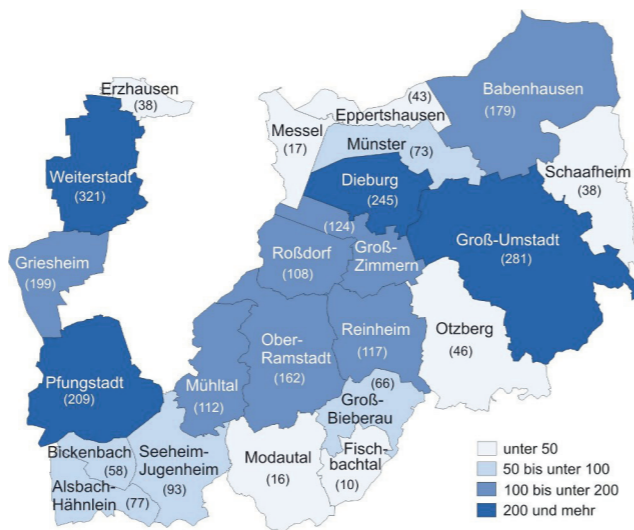 Erzhausen
(38)
(43)
Eppertshausen
Babenhausen
(179)
Messel
(17)
Münster
(73)
Weiterstadt
(321)
Dieburg
(245)
Schaafheim
(38)
(124)
Groß-
Zimmern
Groß-Umstadt
(281)
Griesheim
(199)
Roßdorf
(108)
Ober-
Ramstadt
(162)
Reinheim
(117)
Otzberg
(46)
Pfungstadt
(209)
Mühltal
(112)
(66)
Groß-
Bieberau
Bickenbach
(58)
Seeheim-
Jugenheim
(93)
Modautal
(16)
Fisch-
bachtal
(10)
Alsbach-
Hähnlein
(77)
unter 50
50 bis unter 100
100 bis unter 200
200 und mehr